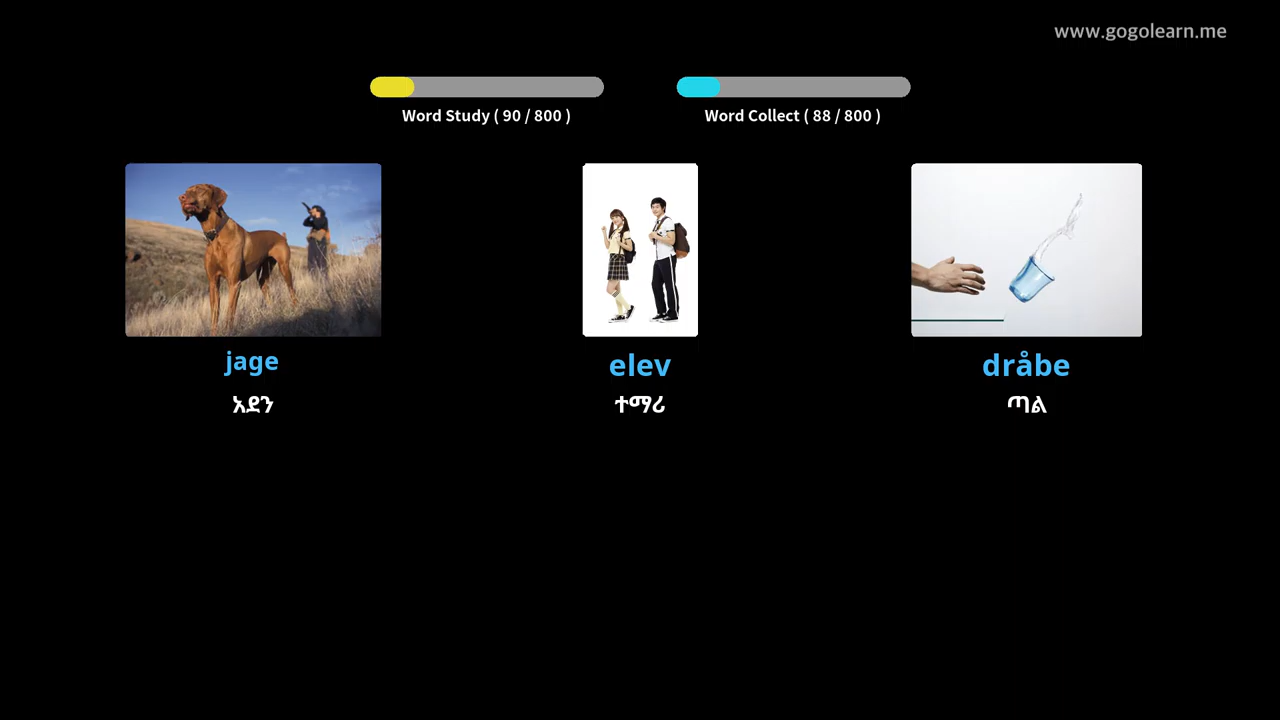 www.gogolearn.me
Word Study ( 90 / 800 )
Word Collect ( 88 / 800 )
jage
አደን
elev
ተማሪ
dråbe
ጣል